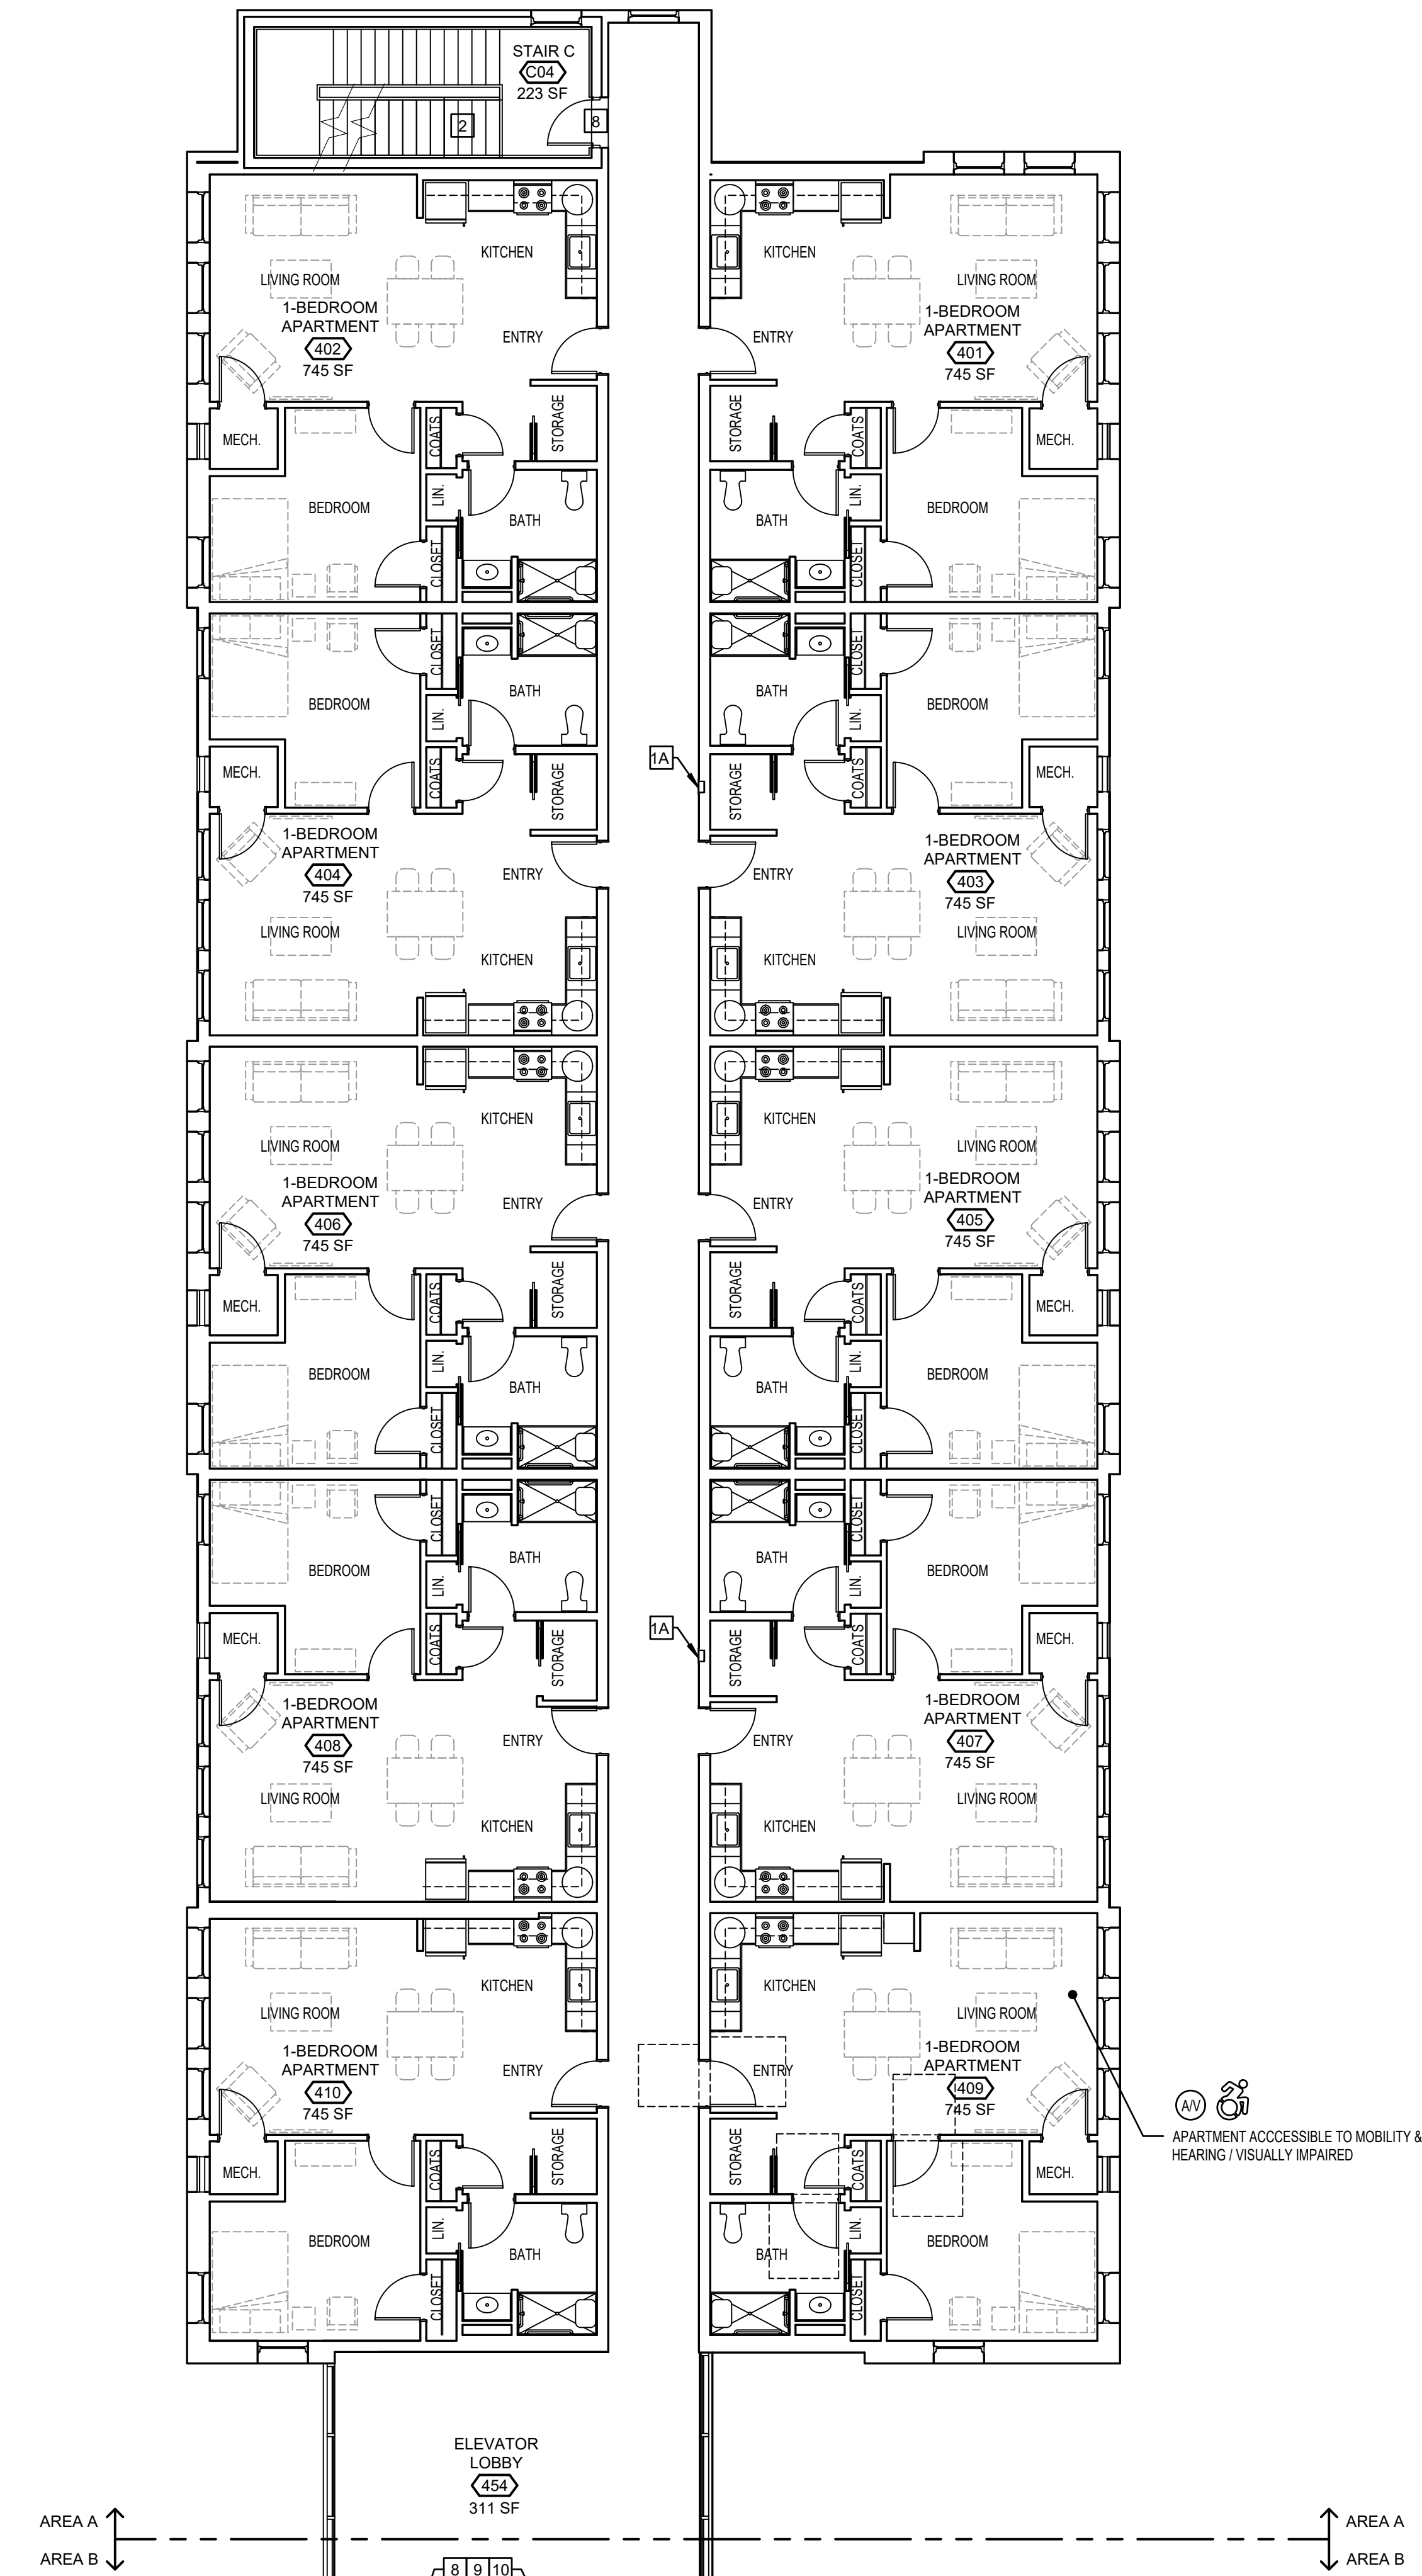 STAIR C
C04
223 SF
2
8
KITCHEN
KITCHEN
LIVING ROOM
LIVING ROOM
1-BEDROOM
APARTMENT
402
745 SF
1-BEDROOM
APARTMENT
401
745 SF
ENTRY
ENTRY
STORAGE
STORAGE
COATS
COATS
MECH.
MECH.
LIN.
LIN.
BEDROOM
BEDROOM
BATH
BATH
CLOSET
CLOSET
CLOSET
CLOSET
BATH
BATH
BEDROOM
BEDROOM
LIN.
LIN.
1A
MECH.
MECH.
COATS
COATS
STORAGE
STORAGE
1-BEDROOM
APARTMENT
404
745 SF
1-BEDROOM
APARTMENT
403
745 SF
ENTRY
ENTRY
LIVING ROOM
LIVING ROOM
KITCHEN
KITCHEN
KITCHEN
KITCHEN
LIVING ROOM
LIVING ROOM
1-BEDROOM
APARTMENT
406
745 SF
1-BEDROOM
APARTMENT
405
745 SF
ENTRY
ENTRY
STORAGE
STORAGE
COATS
COATS
MECH.
MECH.
LIN.
LIN.
BEDROOM
BEDROOM
BATH
BATH
CLOSET
CLOSET
CLOSET
CLOSET
BATH
BATH
BEDROOM
BEDROOM
LIN.
LIN.
1A
MECH.
MECH.
COATS
COATS
STORAGE
STORAGE
1-BEDROOM
APARTMENT
408
745 SF
1-BEDROOM
APARTMENT
407
745 SF
ENTRY
ENTRY
LIVING ROOM
LIVING ROOM
KITCHEN
KITCHEN
KITCHEN
KITCHEN
LIVING ROOM
LIVING ROOM
1-BEDROOM
APARTMENT
410
745 SF
1-BEDROOM
APARTMENT
409
745 SF
ENTRY
ENTRY
A/V
APARTMENT ACCCESSIBLE TO MOBILITY &
HEARING / VISUALLY IMPAIRED
STORAGE
STORAGE
COATS
COATS
MECH.
MECH.
LIN.
LIN.
BEDROOM
BEDROOM
BATH
BATH
CLOSET
CLOSET
ELEVATOR
LOBBY
454
311 SF
AREA A
AREA A
AREA B
AREA B
8 9 10